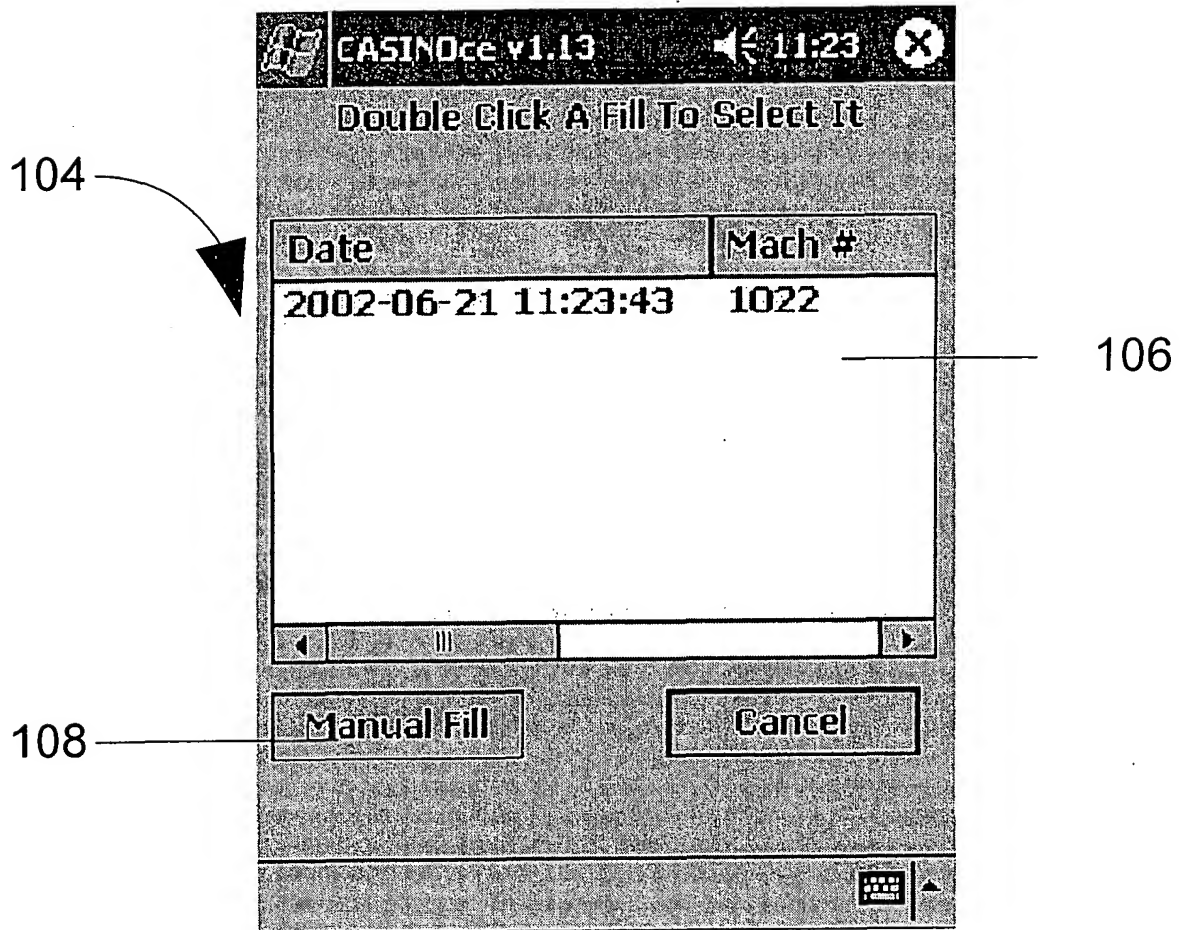 CASINOce v1.13 11:23
Double Click A Fill To Select It
104
Date Mach #
2002-06-21 11:23:43 1022
106
Manual Fill Cancel
108